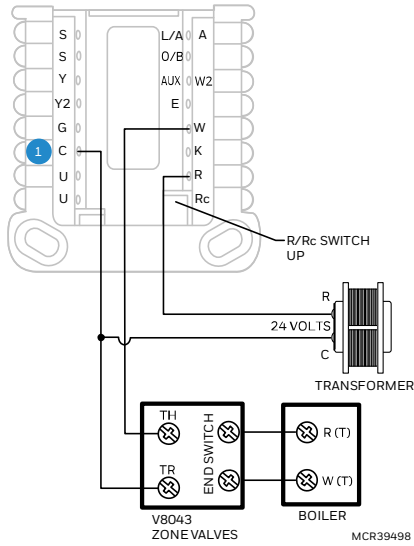 S L/A A
S O/B
Y AUX W2
Y2 E
G W
1 C K
U R
U Rc
R/Rc SWITCH
UP
R
24 VOLTS
C
TRANSFORMER
TH
TR
END SWITCH
R (T)
W (T)
V8043
ZONE VALVES
BOILER
MCR39498